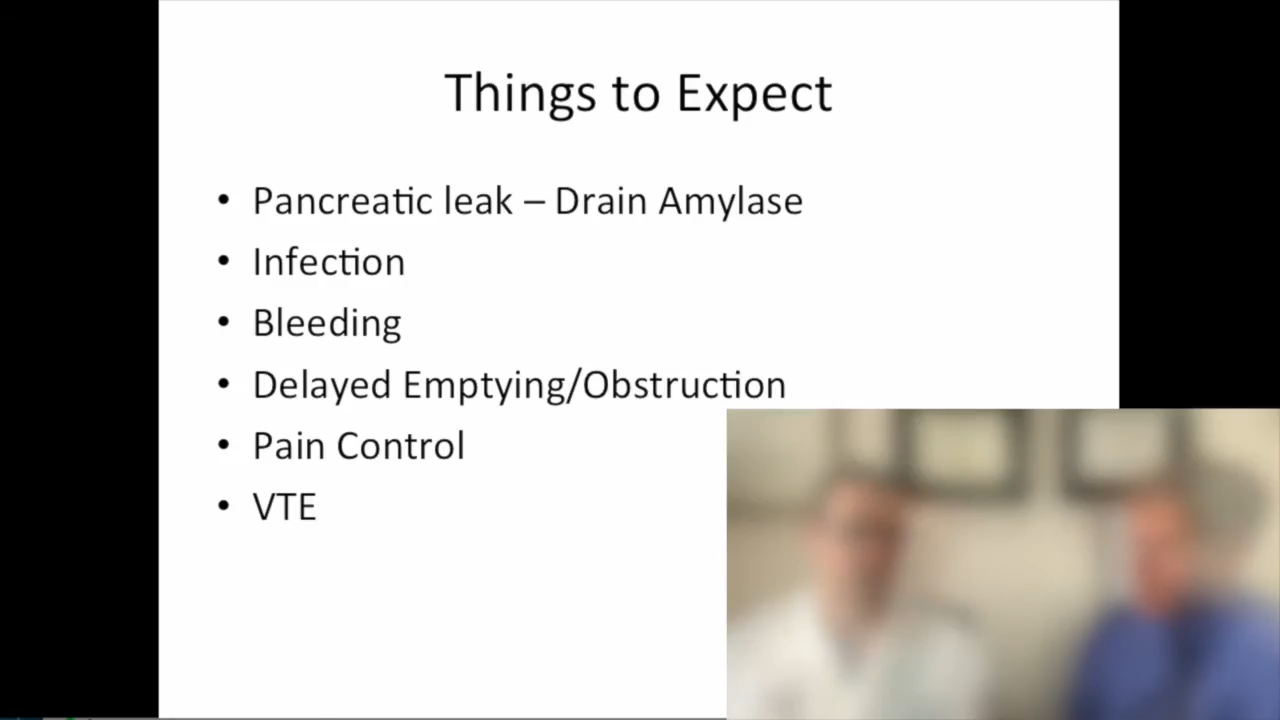 Things to Expect
• Pancreatic leak – Drain Amylase
• Infection
• Bleeding
• Delayed Emptying/Obstruction
• Pain Control
• VTE